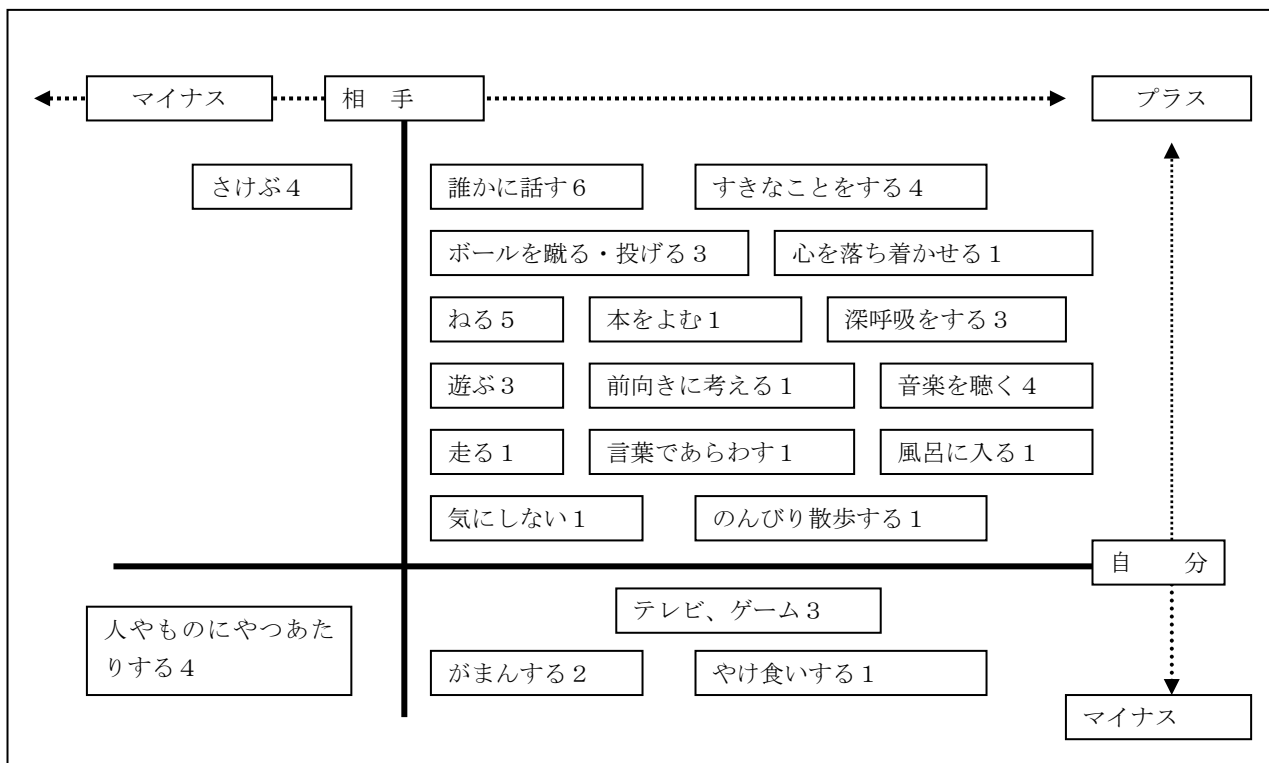 マイナス
相　手
プラス
さけぶ４
誰かに話す６
すきなことをする４
ボールを蹴る・投げる３
心を落ち着かせる１
ねる５
本をよむ１
深呼吸をする３
遊ぶ３
前向きに考える１
音楽を聴く４
走る１
言葉であらわす１
風呂に入る１
気にしない１
のんびり散歩する１
自　　分
人やものにやつあた
りする４
テレビ、ゲーム３
がまんする２
やけ食いする１
マイナス